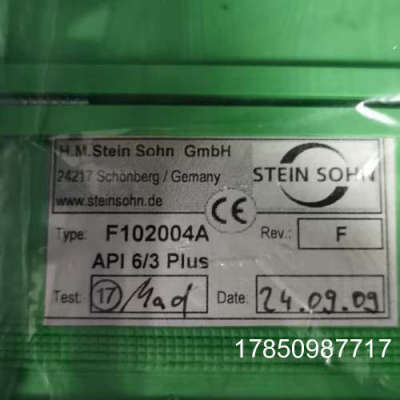 H.M.Stein Sohn GmbH
24217 Schönberg / Gemany
www.steinsohn.de
STEIN SOHN
CE
Type: F102004A
Rev.: F
API 6/3 Plus
Test: 17 Mad
Date: 24.09.09
17850987717